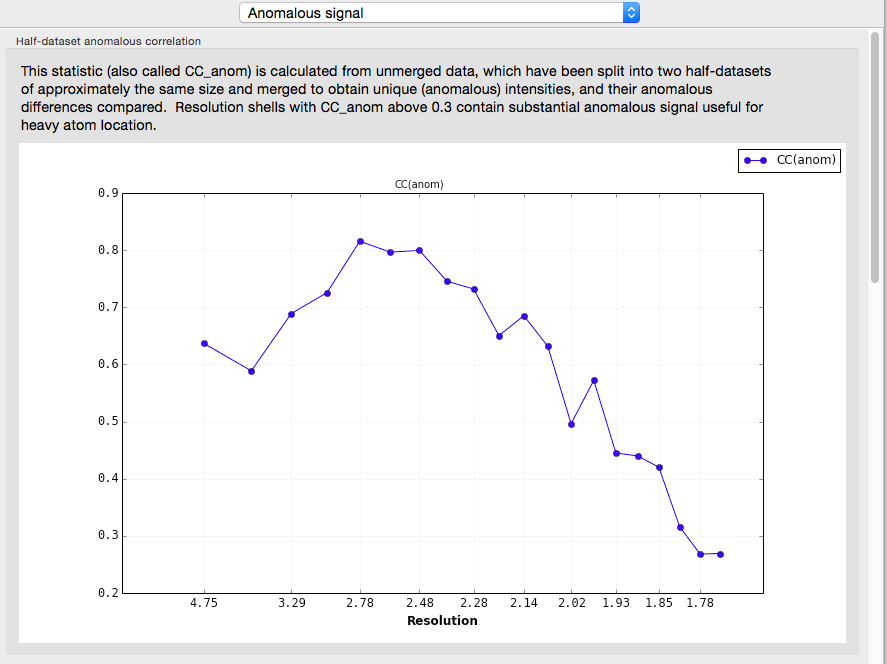 Anomalous signal
Half-dataset anomalous correlation
This statistic (also called CC_anom) is calculated from unmerged data, which have been split into two half-datasets
of approximately the same size and merged to obtain unique (anomalous) intensities, and their anomalous
differences compared.  Resolution shells with CC_anom above 0.3 contain substantial anomalous signal useful for
heavy atom location.
CC(anom)
CC(anom)
0.9
0.8
0.7
0.6
0.5
0.4
0.3
0.2
4.75 3.29 2.78 2.48 2.28 2.14 2.02 1.93 1.85 1.78
Resolution